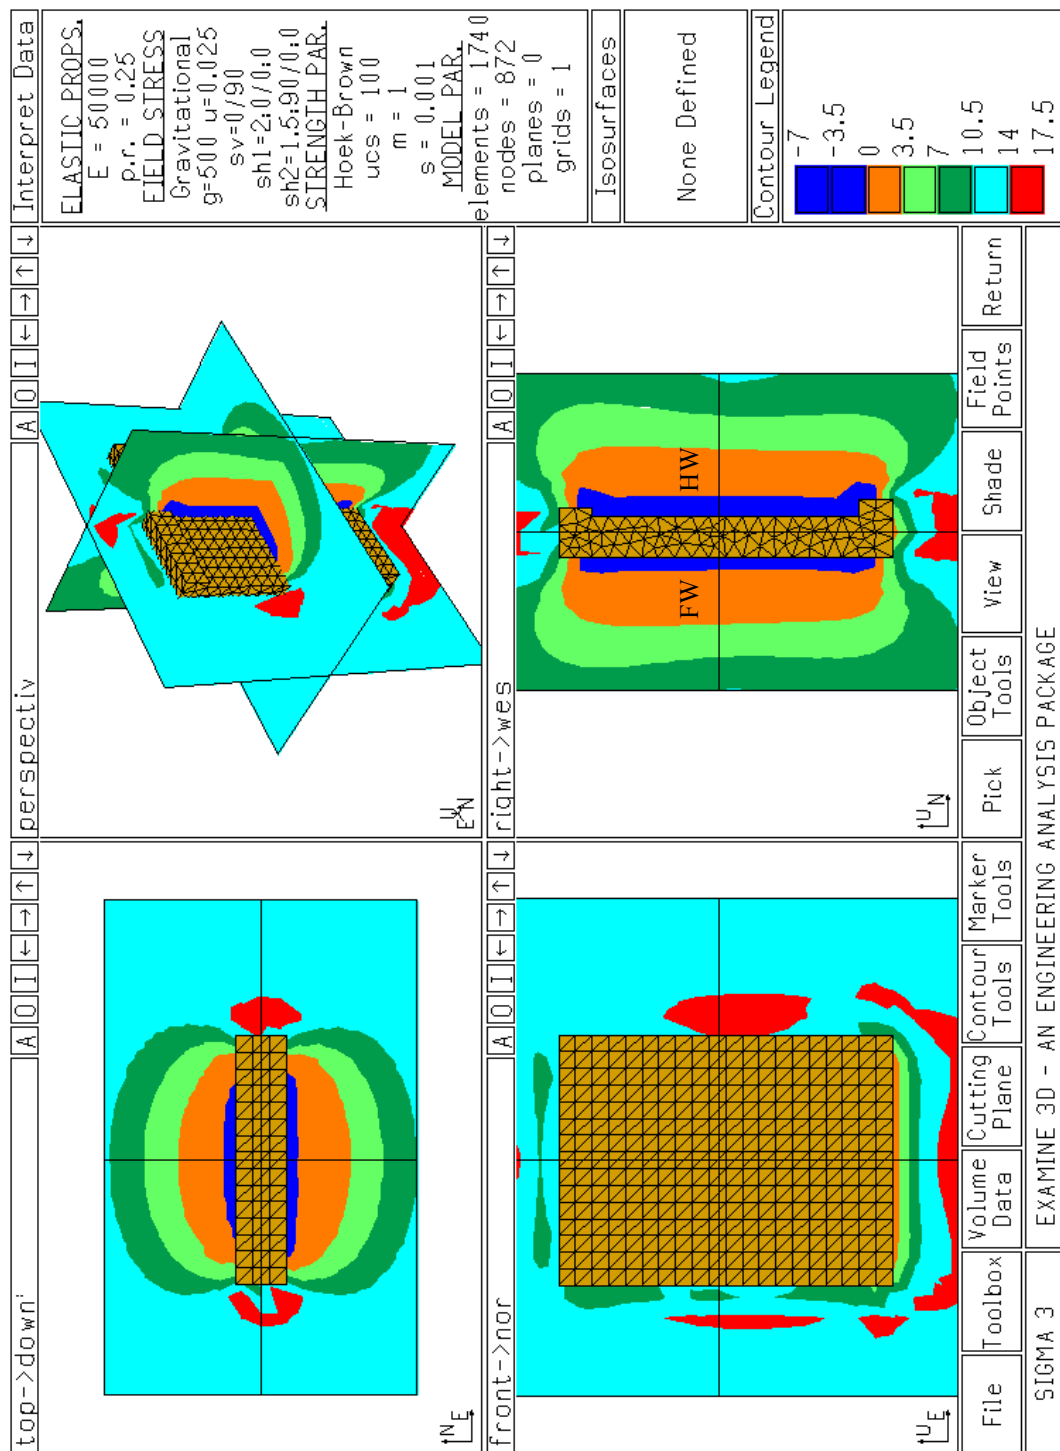 top->down'
A O I ← → ↑ ↓
N
E
perspectiv
A O I ← → ↑ ↓
U
E N
Interpret Data
ELASTIC PROPS.
E = 50000
p.r. = 0.25
FIELD STRESS
Gravitational
g=500 u=0.025
sv=0/90
sh1=2:0/0:0
sh2=1.5:90/0:0
STRENGTH PAR.
Hoek-Brown
ucs = 100
m = 1
s = 0.001
MODEL PAR.
elements = 1740
nodes = 872
planes = 0
grids = 1
front->nor
A O I ← → ↑ ↓
U
E
right->wes
A O I ← → ↑ ↓
FW
HW
U
N
Isosurfaces
None Defined
Contour Legend
-7
-3.5
0
3.5
7
10.5
14
17.5
File
Toolbox
Volume
Data
Cutting
Plane
Contour
Tools
Marker
Tools
Pick
Object
Tools
View
Shade
Field
Points
Return
SIGMA 3
EXAMINE 3D - AN ENGINEERING ANALYSIS PACKAGE